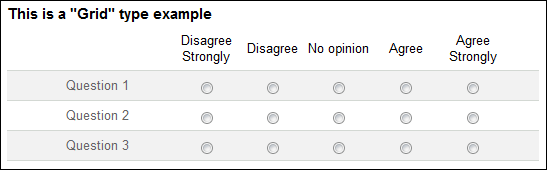 This is a "Grid" type example
Disagree Strongly Disagree No opinion Agree Agree Strongly
Question 1
Question 2
Question 3